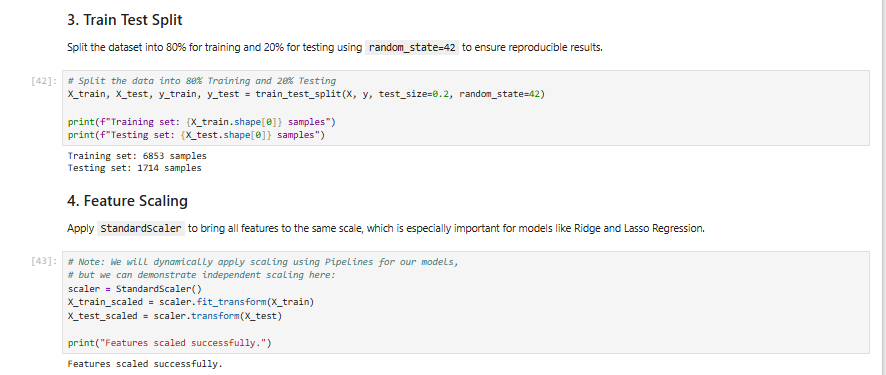 3. Train Test Split
Split the dataset into 80% for training and 20% for testing using random_state=42 to ensure reproducible results.
[42]: # Split the data into 80% Training and 20% Testing
X_train, X_test, y_train, y_test = train_test_split(X, y, test_size=0.2, random_state=42)
print(f"Training set: {X_train.shape[0]} samples")
print(f"Testing set: {X_test.shape[0]} samples")
Training set: 6853 samples
Testing set: 1714 samples
4. Feature Scaling
Apply StandardScaler to bring all features to the same scale, which is especially important for models like Ridge and Lasso Regression.
[43]: # Note: We will dynamically apply scaling using Pipelines for our models,
# but we can demonstrate independent scaling here:
scaler = StandardScaler()
X_train_scaled = scaler.fit_transform(X_train)
X_test_scaled = scaler.transform(X_test)
print("Features scaled successfully.")
Features scaled successfully.